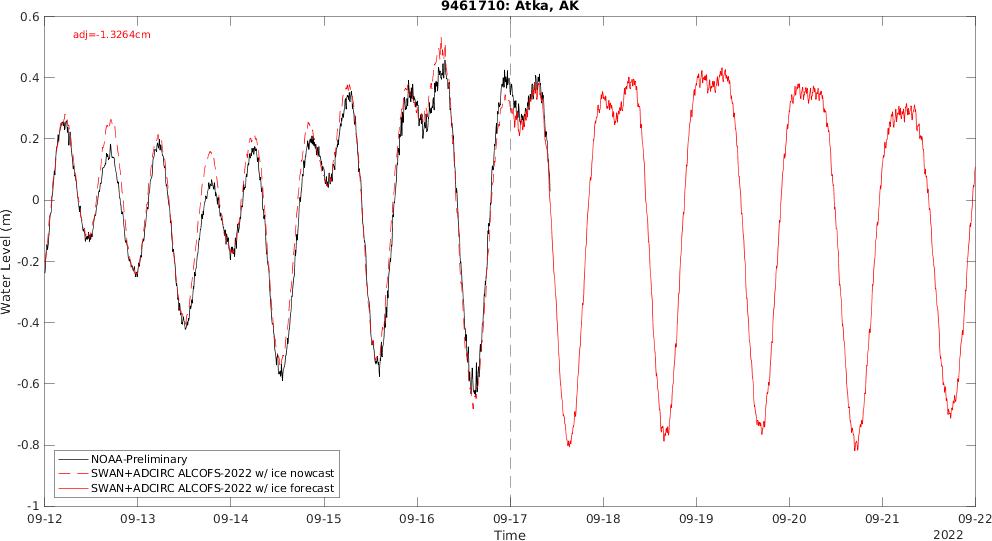 9461710: Atka, AK
adj=-1.3264cm
Water Level (m)
0.6
0.4
0.2
0
-0.2
-0.4
-0.6
-0.8
-1
NOAA-Preliminary
SWAN+ADCIRC ALCOFS-2022 w/ ice nowcast
SWAN+ADCIRC ALCOFS-2022 w/ ice forecast
09-12 09-13 09-14 09-15 09-16 09-17 09-18 09-19 09-20 09-21 09-22
Time
2022